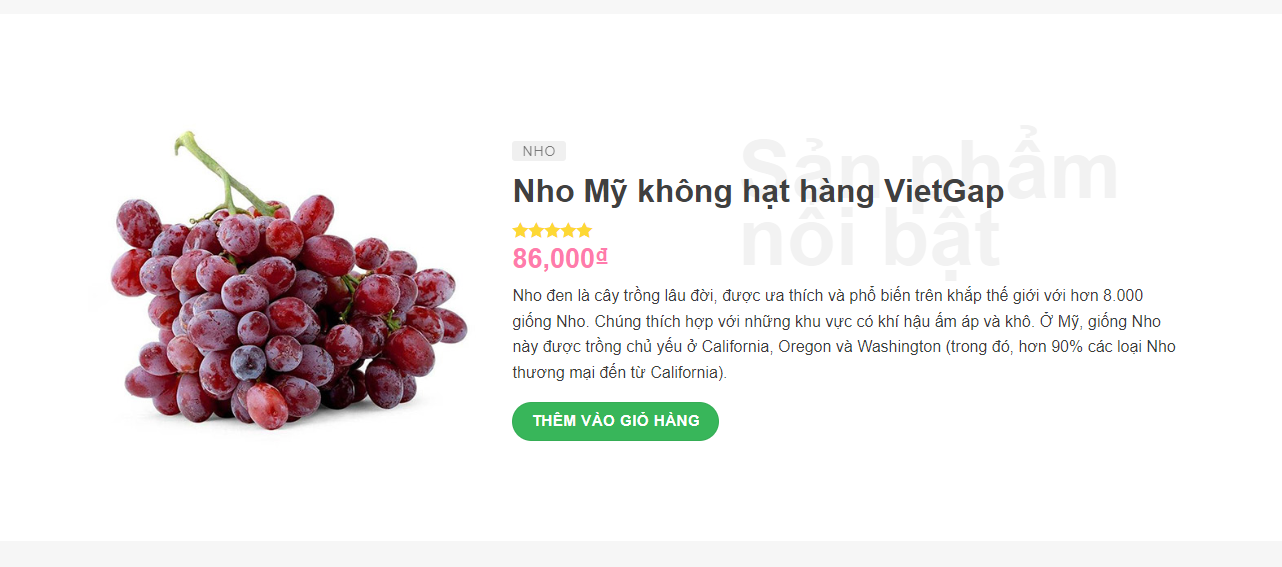 NHO
Sản phẩm
nổi bật
Nho Mỹ không hạt hàng VietGap
86,000₫
Nho đen là cây trồng lâu đời, được ưa thích và phổ biến trên khắp thế giới với hơn 8.000
giống Nho. Chúng thích hợp với những khu vực có khí hậu ấm áp và khô. Ở Mỹ, giống Nho
này được trồng chủ yếu ở California, Oregon và Washington (trong đó, hơn 90% các loại Nho
thương mại đến từ California).
THÊM VÀO GIỎ HÀNG